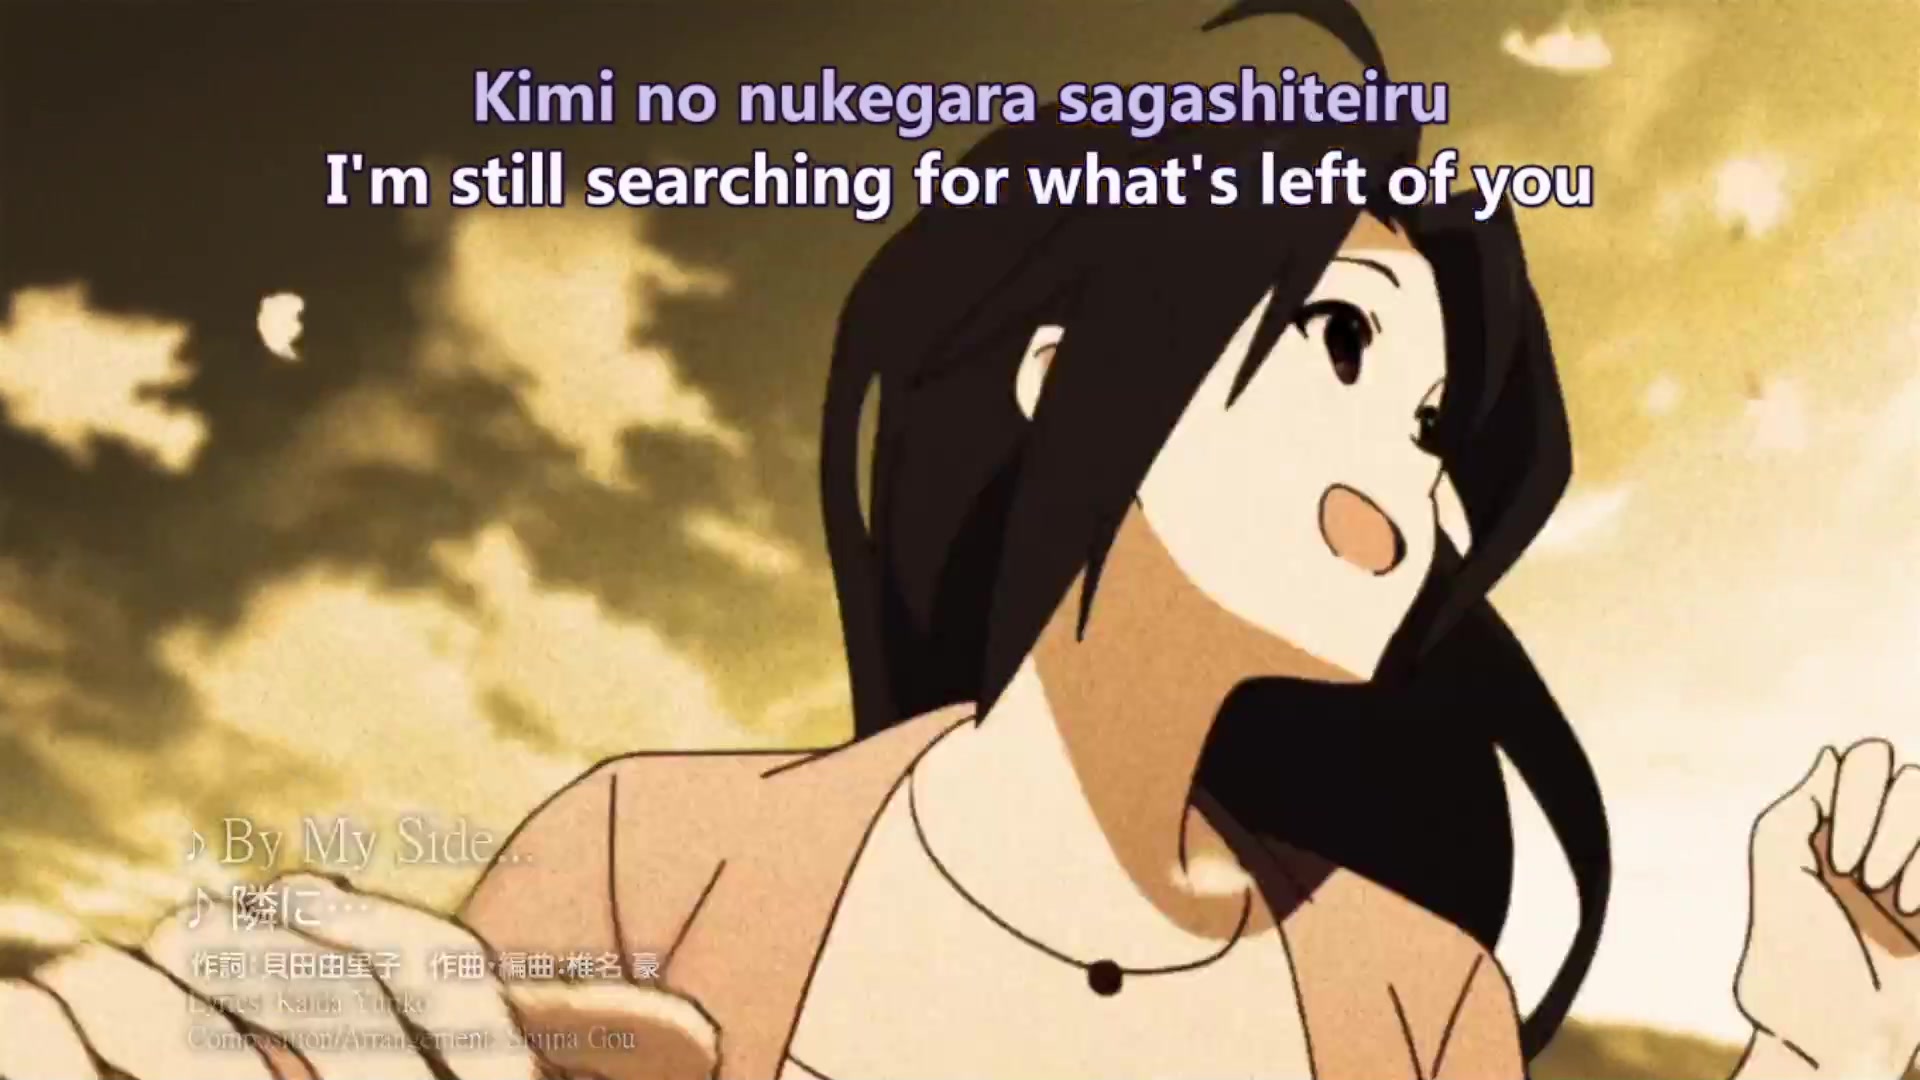 Kimi no nukegara sagashiteiru
I'm still searching for what's left of you
♪ By My Side...
♪ 隣に…
作詞:貝田由里子 作曲・編曲:椎名 豪
Lyrics: Kaida Yuriko
Composition/Arrangement: Shiina Gou